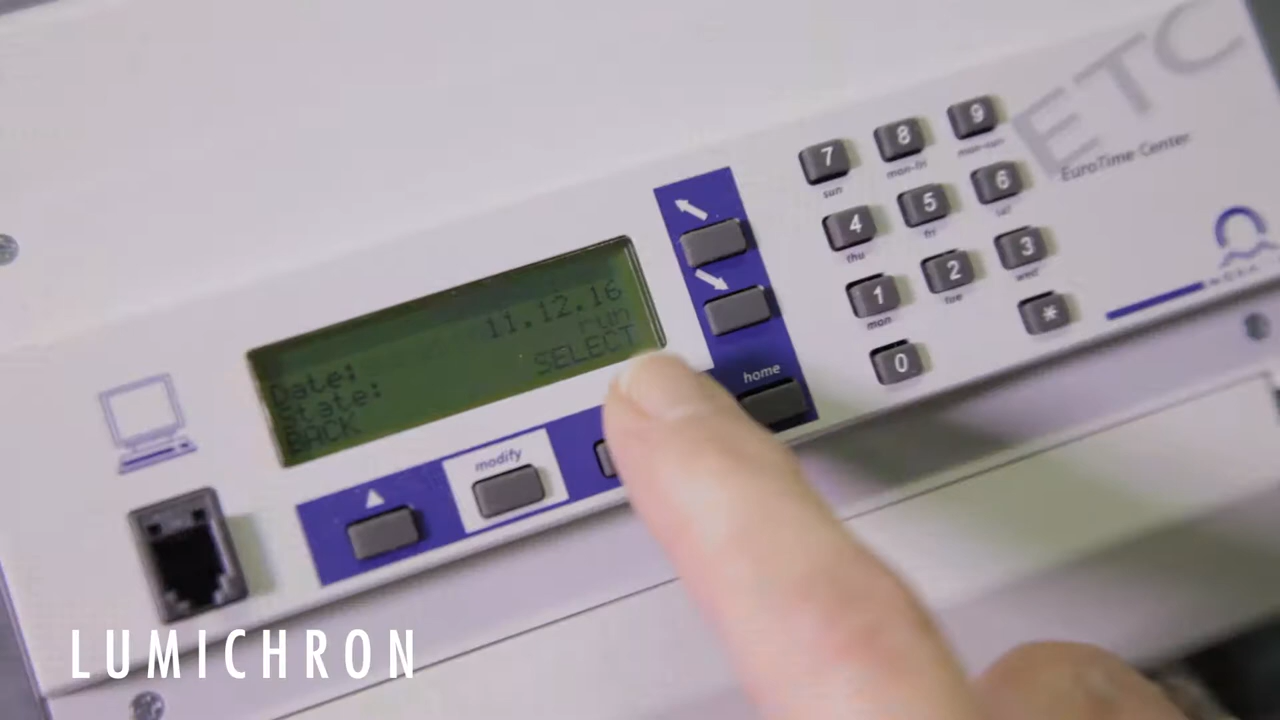 Date: 11.12.16
State: run
BACK SELECT
modify
home
7 8 9
sun mon-fri mon-sun
4 5 6
thu fri sat
1 2 3
mon tue wed
0 *
ETC
EuroTime Center
LUMICHRON